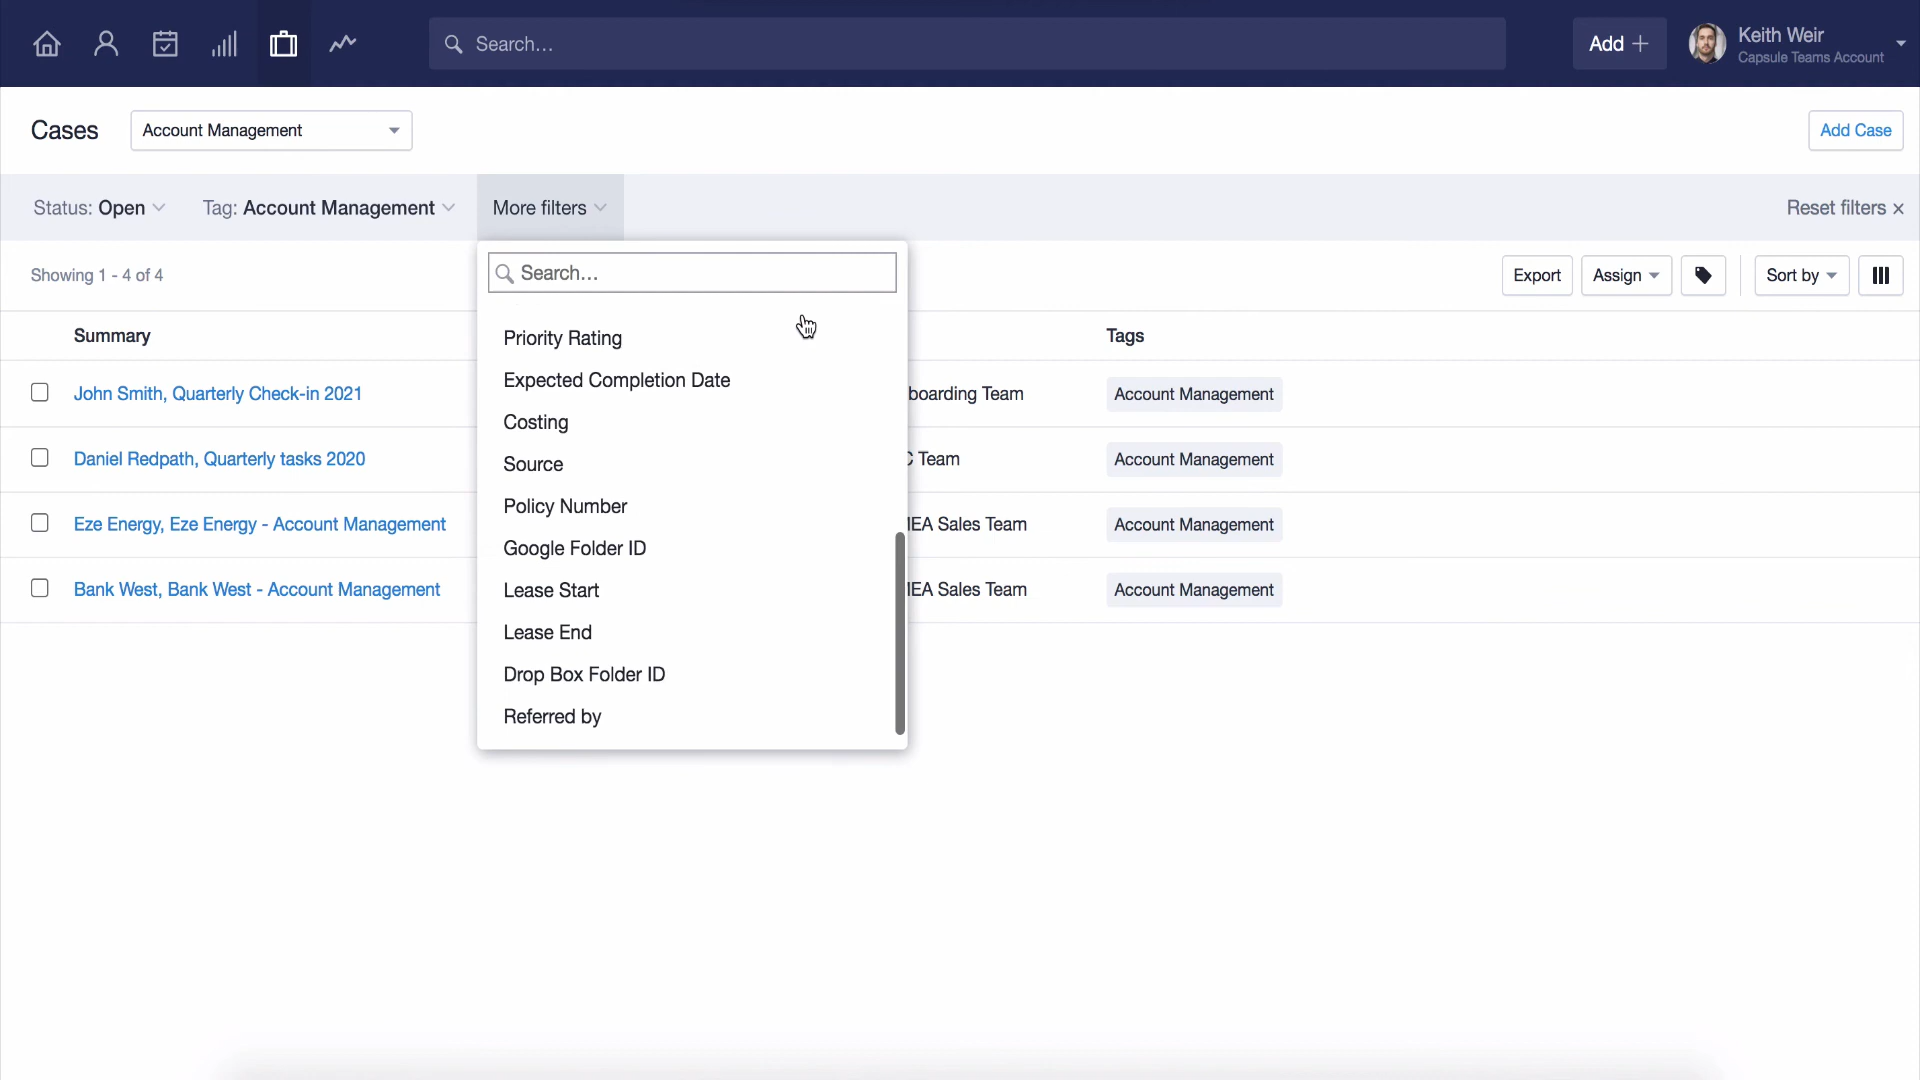 Search...
Add
Keith Weir
Capsule Teams Account
Cases
Account Management
Add Case
Status: Open
Tag: Account Management
More filters
Reset filters ×
Showing 1 - 4 of 4
Search...
Export
Assign
Sort by
Summary
Tags
Priority Rating
Expected Completion Date
Costing
Source
Policy Number
Google Folder ID
Lease Start
Lease End
Drop Box Folder ID
Referred by
John Smith, Quarterly Check-in 2021
boarding Team
Account Management
Daniel Redpath, Quarterly tasks 2020
Team
Account Management
Eze Energy, Eze Energy - Account Management
Sales Team
Account Management
Bank West, Bank West - Account Management
Sales Team
Account Management